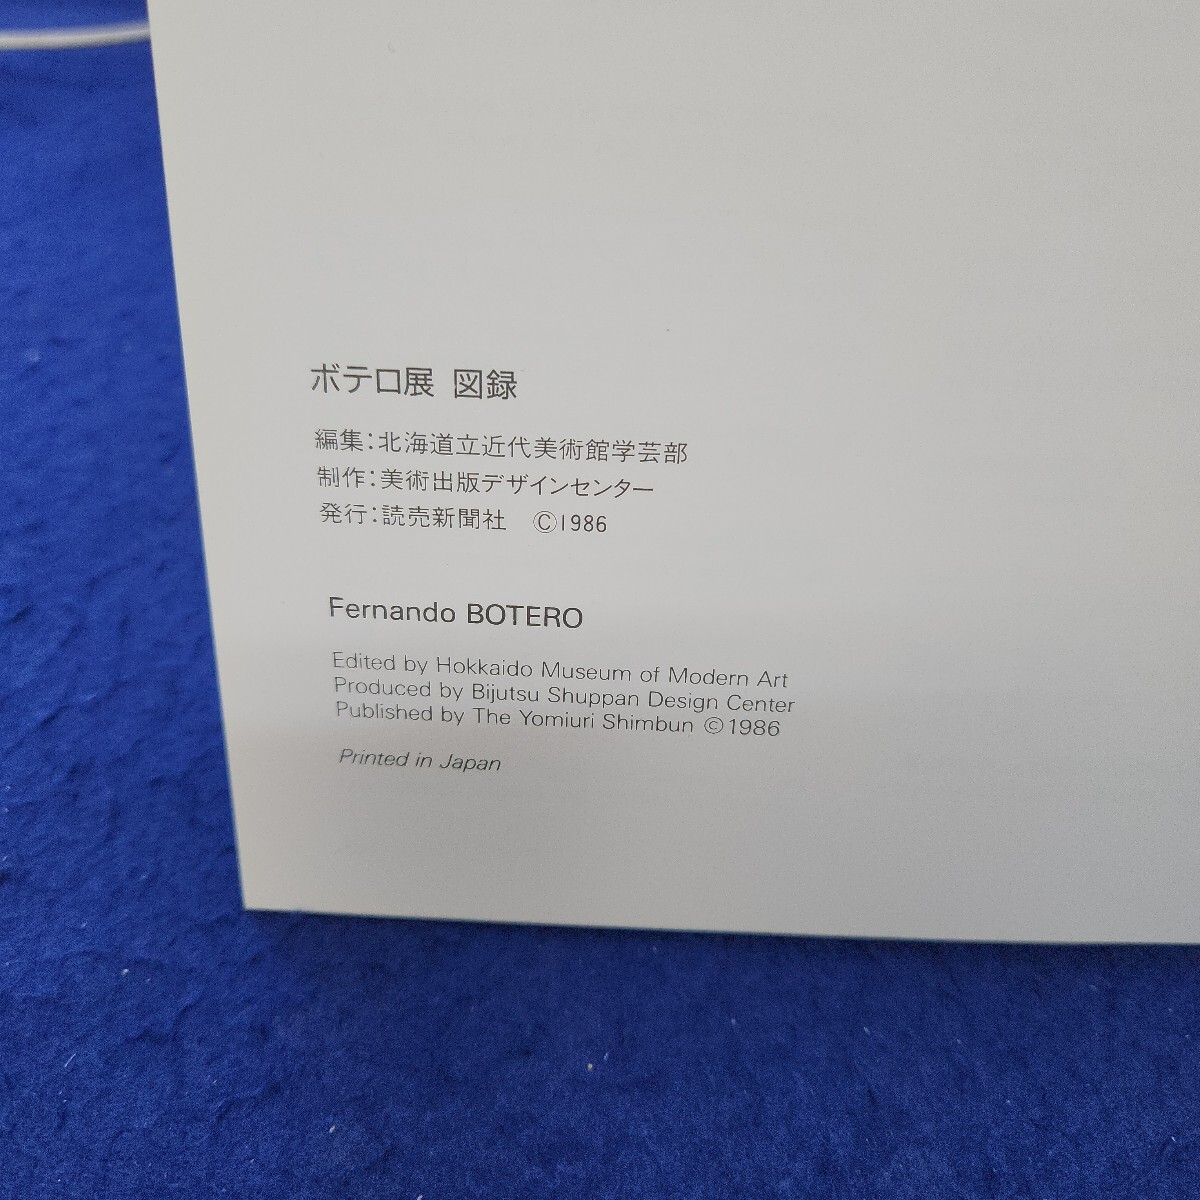 ボテロ展 図録
編集：北海道立近代美術館学芸部
制作：美術出版デザインセンター
発行：読売新聞社 ©1986
Fernando BOTERO
Edited by Hokkaido Museum of Modern Art
Produced by Bijutsu Shuppan Design Center
Published by The Yomiuri Shimbun ©1986
Printed in Japan